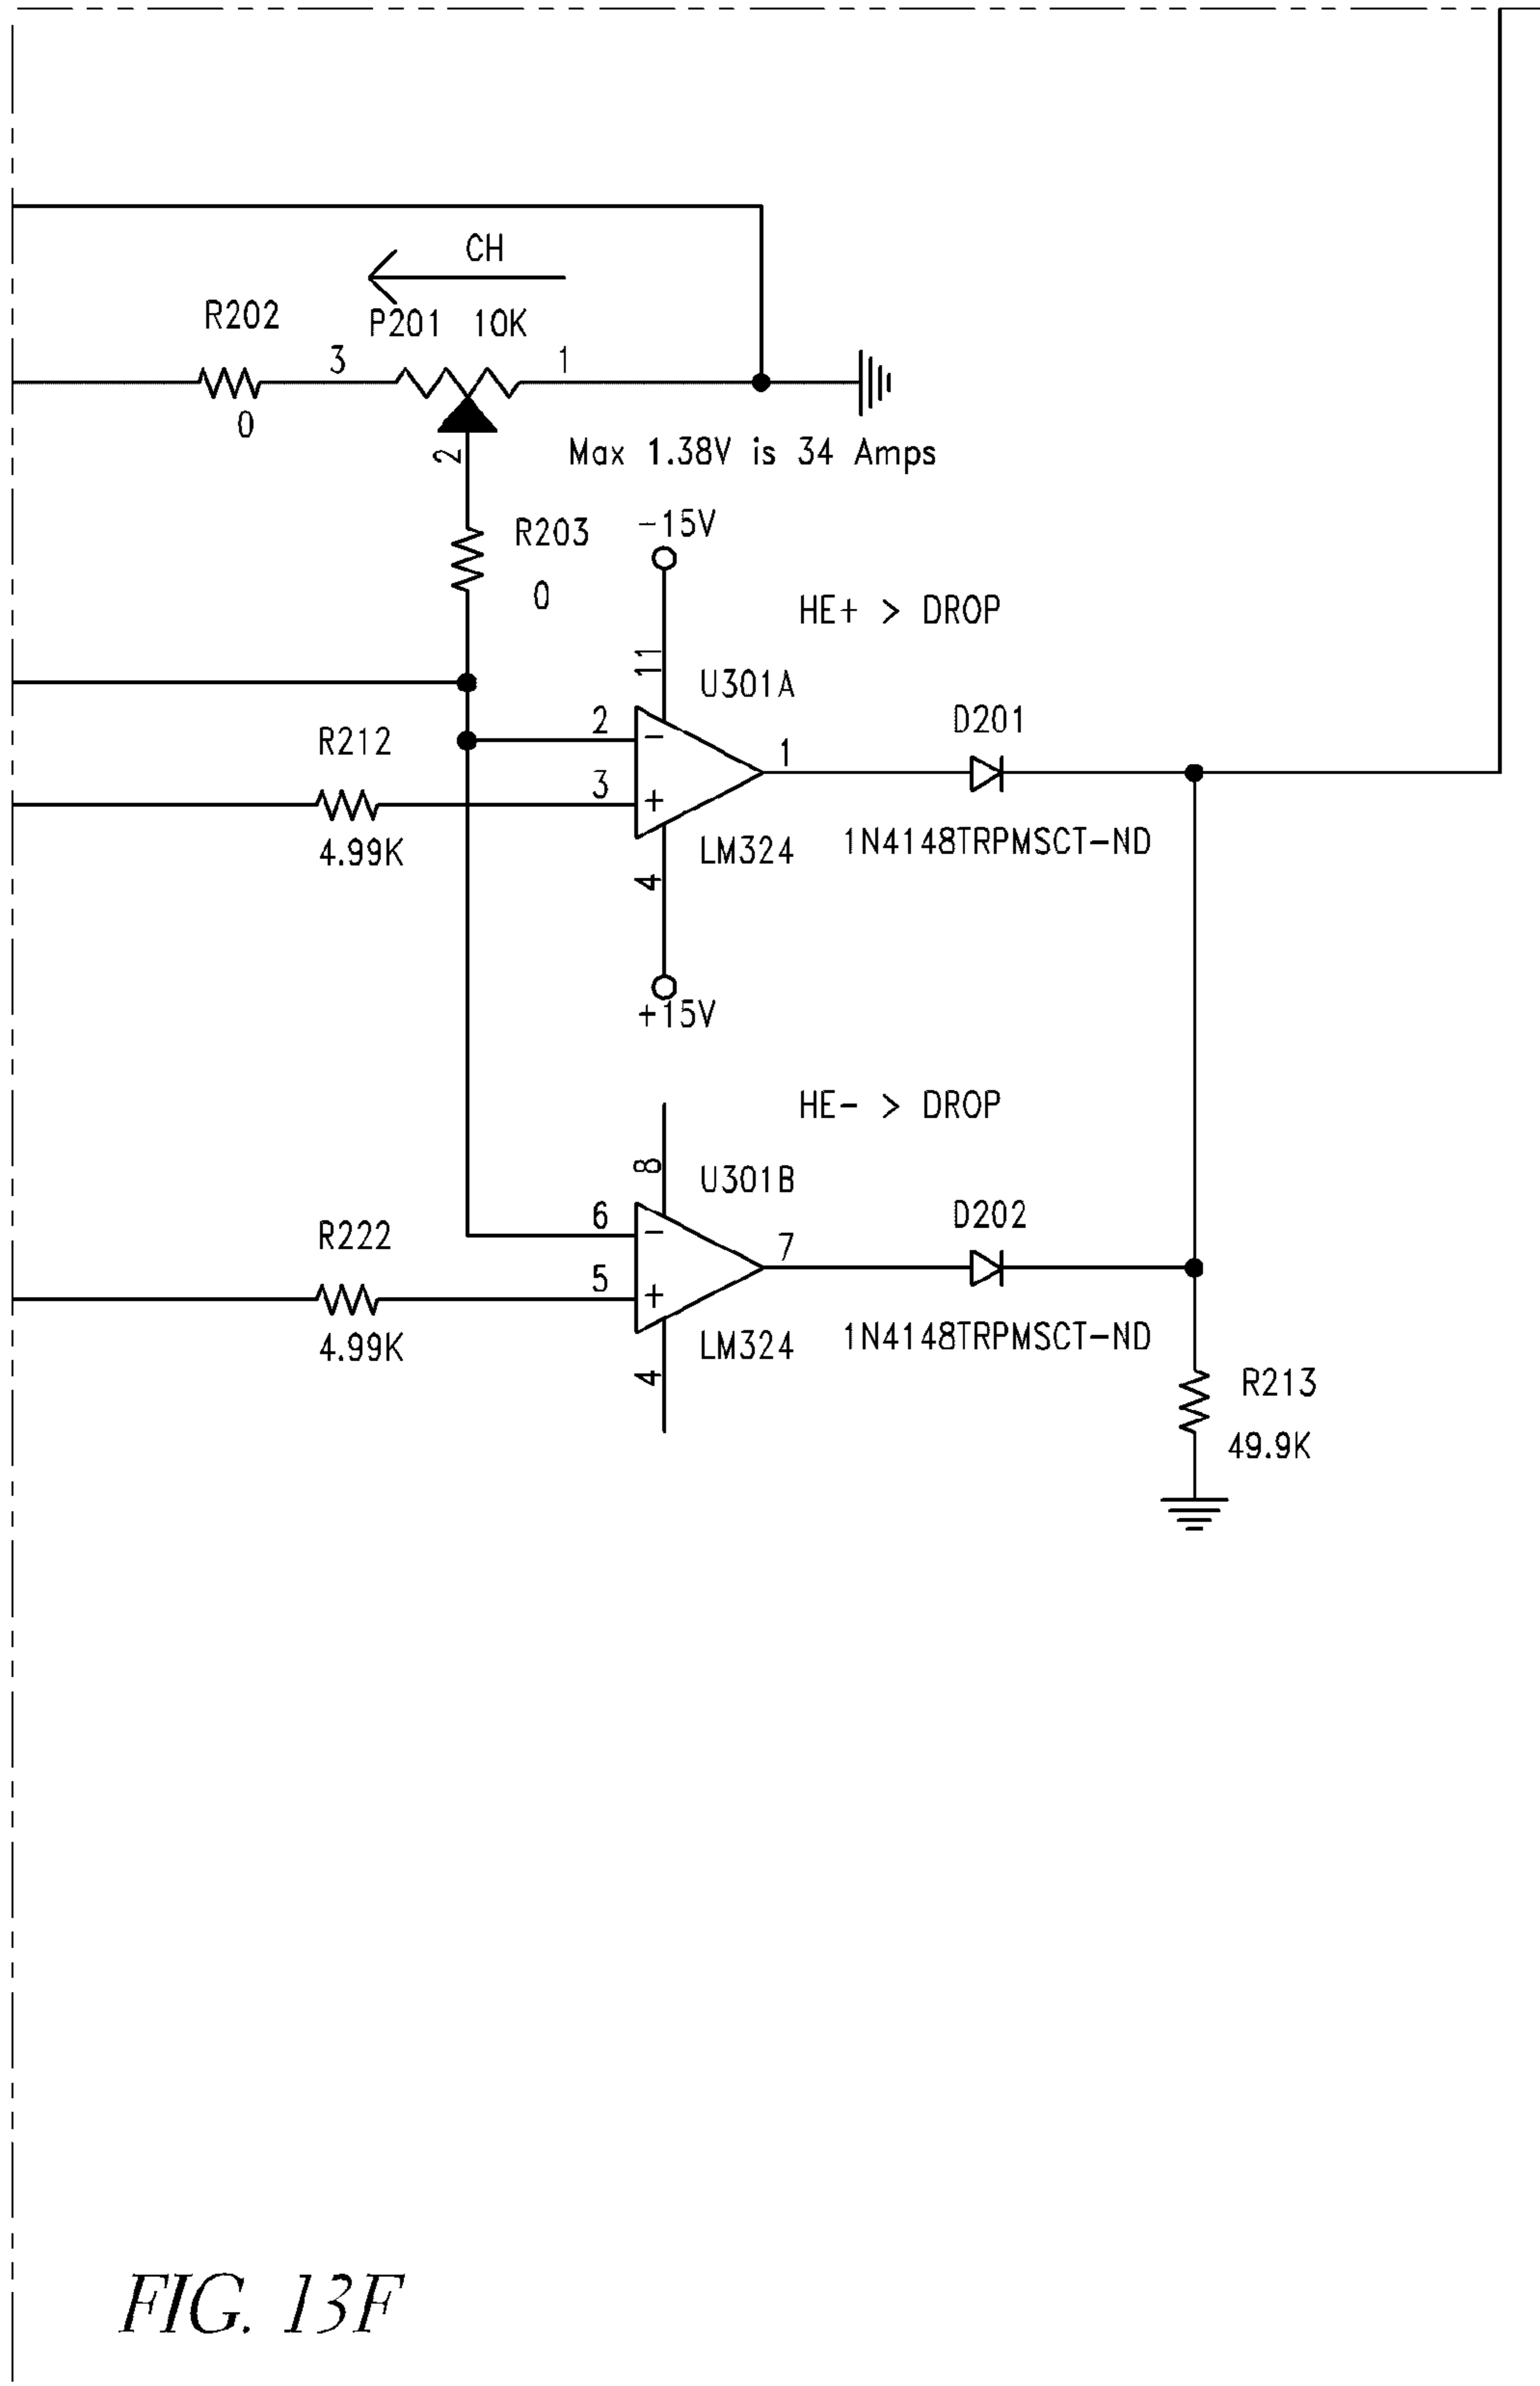 CH
R202
P201 10K
3
1
0
2
Max 1.38V is 34 Amps
R203
0
-15V
HE+ > DROP
11
U301A
D201
R212
2
-
1
3
+
4.99K
LM324
1N4148TRPMSCT-ND
4
+15V
HE- > DROP
8
U301B
D202
R222
6
-
7
5
+
4.99K
LM324
1N4148TRPMSCT-ND
4
R213
49.9K
FIG. 13F